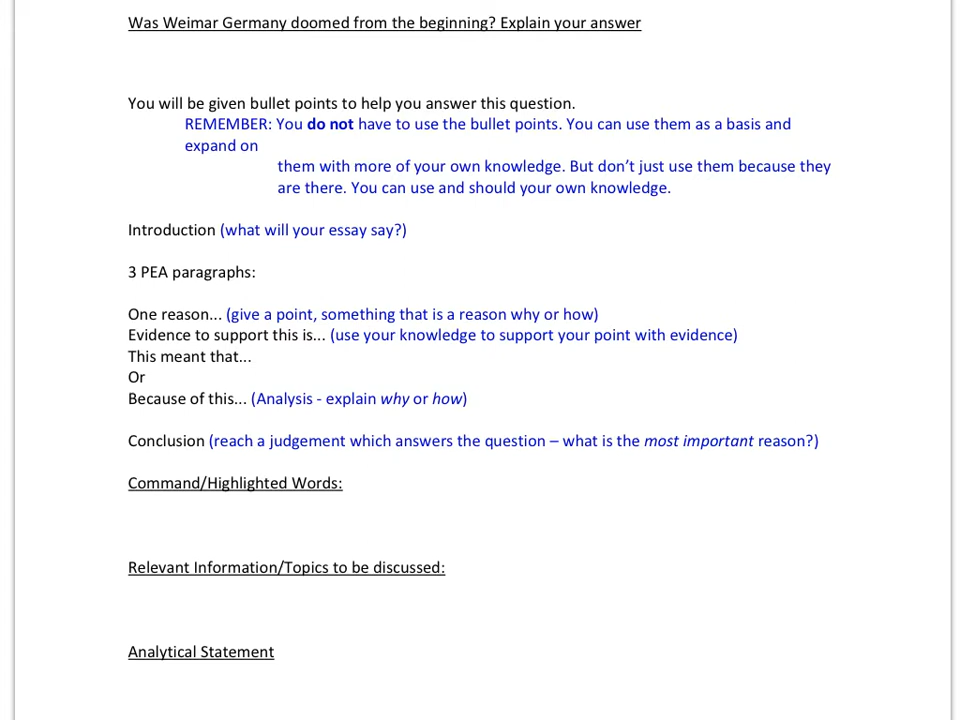 Was Weimar Germany doomed from the beginning? Explain your answer
You will be given bullet points to help you answer this question.
REMEMBER: You do not have to use the bullet points. You can use them as a basis and
expand on
them with more of your own knowledge. But don’t just use them because they
are there. You can use and should your own knowledge.
Introduction (what will your essay say?)
3 PEA paragraphs:
One reason... (give a point, something that is a reason why or how)
Evidence to support this is... (use your knowledge to support your point with evidence)
This meant that...
Or
Because of this... (Analysis - explain why or how)
Conclusion (reach a judgement which answers the question – what is the most important reason?)
Command/Highlighted Words:
Relevant Information/Topics to be discussed:
Analytical Statement